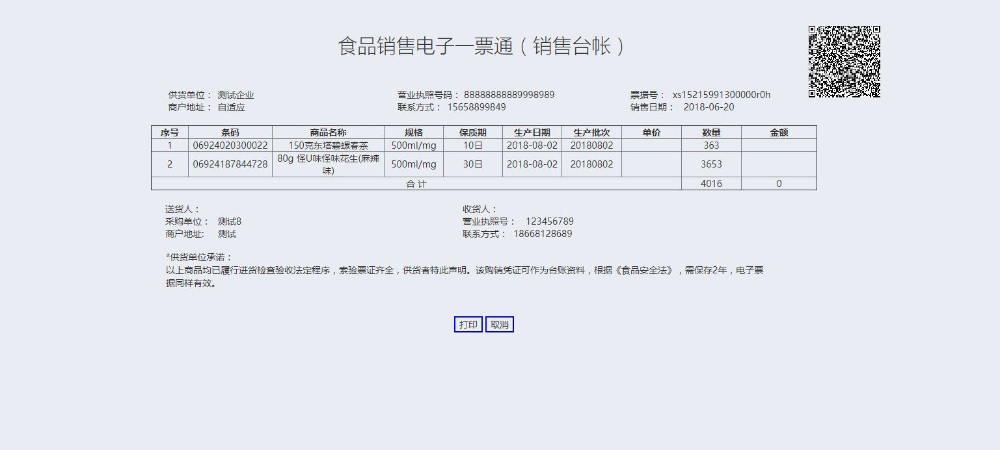 食品销售电子一票通（销售台帐）
供货单位： 测试企业 营业执照号码： 88888888889998989 票据号： xs15215991300000r0h
商户地址： 自适应 联系方式： 15658899849 销售日期： 2018-06-20
序号 条码 商品名称 规格 保质期 生产日期 生产批次 单价 数量 金额
1 06924020300022 150克东塔碧螺春茶 500ml/mg 10日 2018-08-02 20180802 363
2 06924187844728 80g 怪U味怪味花生(麻辣味) 500ml/mg 30日 2018-08-02 20180802 3653
合 计 4016 0
送货人： 收货人：
采购单位： 测试8 营业执照号： 123456789
商户地址: 测试 联系方式： 18668128689
*供货单位承诺：
以上商品均已履行进货检查验收法定程序，索验票证齐全，供货者特此声明。该购销凭证可作为台账资料，根据《食品安全法》，需保存2年，电子票
据同样有效。
打印 取消